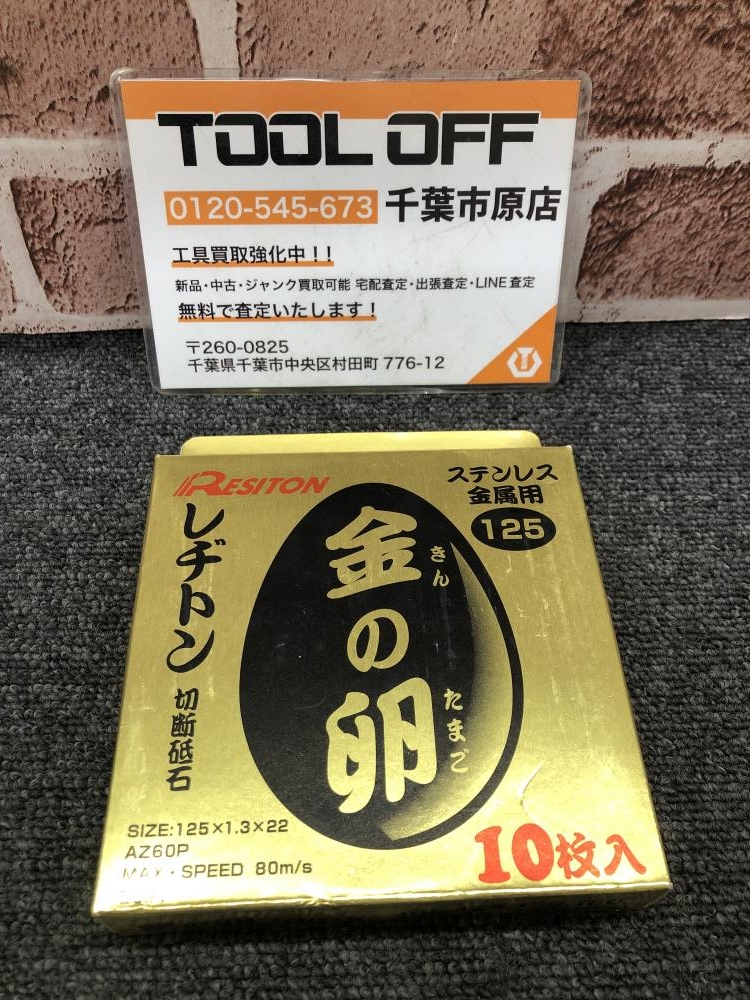 TOOL OFF
0120-545-673 千葉市原店
工具買取強化中！！
新品・中古・ジャンク買取可能 宅配査定・出張査定・LINE査定
無料で査定いたします！
〒260-0825
千葉県千葉市中央区村田町 776-12
RESITON
ステンレス
金属用
125
レヂトン
切断砥石
金の卵
きん
たまご
SIZE:125×1.3×22
AZ60P
MAX・SPEED 80m/s
10枚入